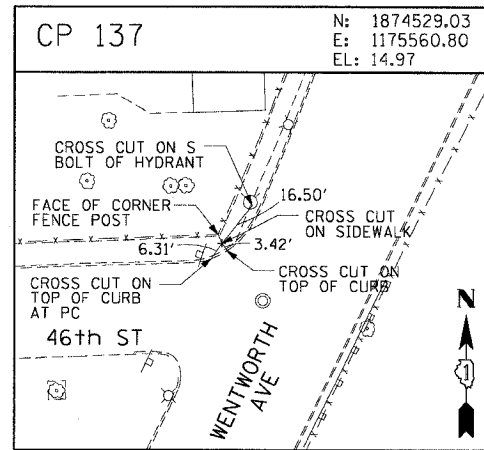 CP 137
N: 1874529.03
E: 1175560.80
EL: 14.97
CROSS CUT ON S
BOLT OF HYDRANT
16.50'
FACE OF CORNER
FENCE POST
CROSS CUT
ON SIDEWALK
6.31'
3.42'
CROSS CUT ON
TOP OF CURB
AT PC
CROSS CUT ON
TOP OF CURB
46th ST
WENTWORTH
AVE
N
1